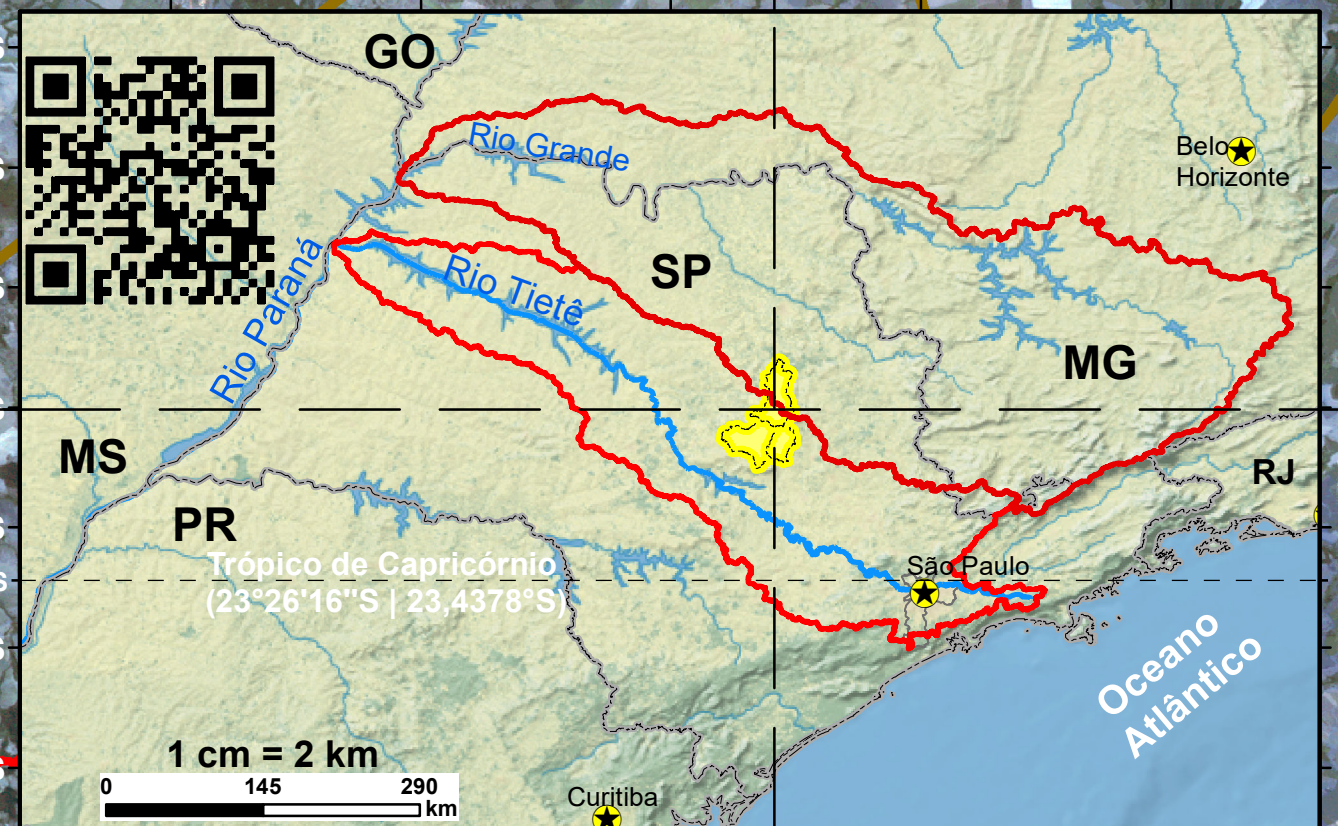 GO
Rio Grande
Belo
Horizonte
Rio Paraná
Rio Tietê
SP
MG
MS
RJ
PR
Trópico de Capricórnio
(23°26'16"S | 23,4378°S)
São Paulo
Oceano
Atlântico
1 cm = 2 km
0 145 290
km
Curitiba